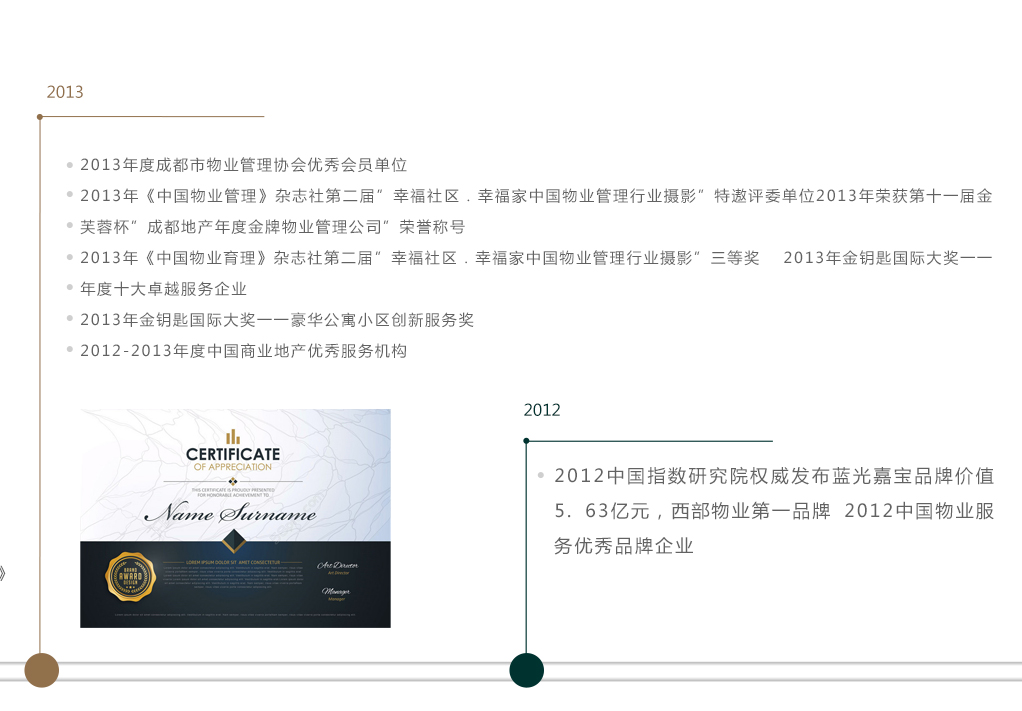 2013
2013年度成都市物业管理协会优秀会员单位
2013年《中国物业管理》杂志社第二届”幸福社区．幸福家中国物业管理行业摄影”特邀评委单位2013年荣获第十一届金
芙蓉杯”成都地产年度金牌物业管理公司”荣誉称号
2013年《中国物业育理》杂志社第二届”幸福社区．幸福家中国物业管理行业摄影”三等奖 2013年金钥匙国际大奖一一
年度十大卓越服务企业
2013年金钥匙国际大奖一一豪华公寓小区创新服务奖
2012-2013年度中国商业地产优秀服务机构
CERTIFICATE
OF APPRECIATION
THIS CERTIFICATE IS PROUDLY PRESENTED
FOR HONORABLE ACHIEVEMENT TO
Name Surname
LOREM IPSUM DOLOR SIT AMET CONSECTETUR
BRAND
AWARD
DESIGN
Art Director
Art Director
Manager
Manager
2012
2012中国指数研究院权威发布蓝光嘉宝品牌价值
5. 63亿元，西部物业第一品牌 2012中国物业服
务优秀品牌企业
》